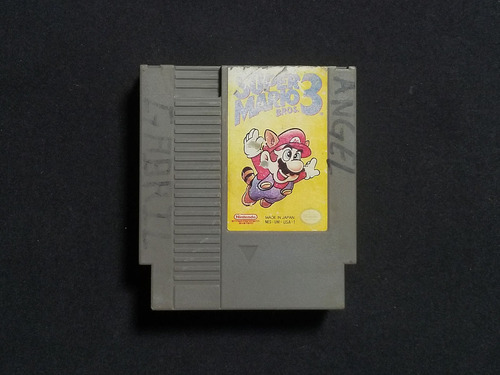 SUPER
MARIO
BROS. 3
Nintendo
MADE IN JAPAN
ANGEL